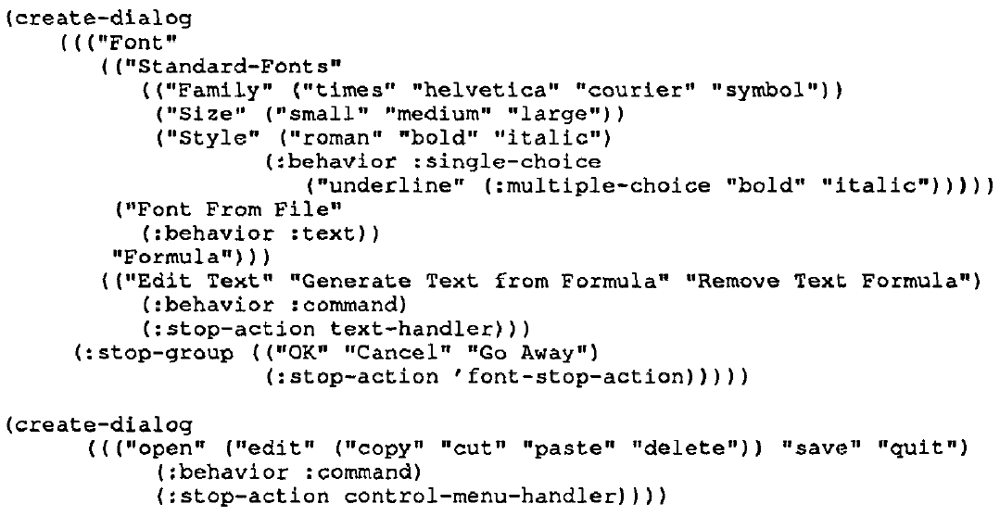 (create-dialog
((("Font"
(("Standard-Fonts"
(("Family" ("times" "helvetica" "courier" "symbol"))
("Size" ("small" "medium" "large"))
("Style" ("roman" "bold" "italic")
(:behavior :single-choice
("underline" (:multiple-choice "bold" "italic")))))
("Font From File"
(:behavior :text))
"Formula")))
(("Edit Text" "Generate Text from Formula" "Remove Text Formula")
(:behavior :command)
(:stop-action text-handler)))
(:stop-group (("OK" "Cancel" "Go Away")
(:stop-action 'font-stop-action)))))
(create-dialog
((("open" ("edit" ("copy" "cut" "paste" "delete")) "save" "quit")
(:behavior :command)
(:stop-action control-menu-handler))))